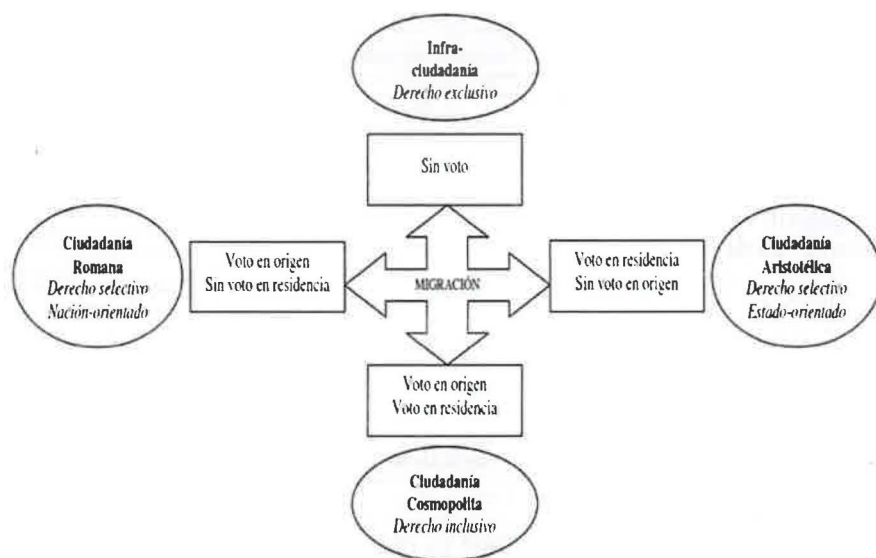 Infra-
ciudadanía
Derecho exclusivo
Sin voto
Ciudadanía
Romana
Derecho selectivo
Nación-orientado
Voto en origen
Sin voto en residencia
MIGRACIÓN
Voto en residencia
Sin voto en origen
Ciudadanía
Aristotélica
Derecho selectivo
Estado-orientado
Voto en origen
Voto en residencia
Ciudadanía
Cosmopolita
Derecho inclusivo